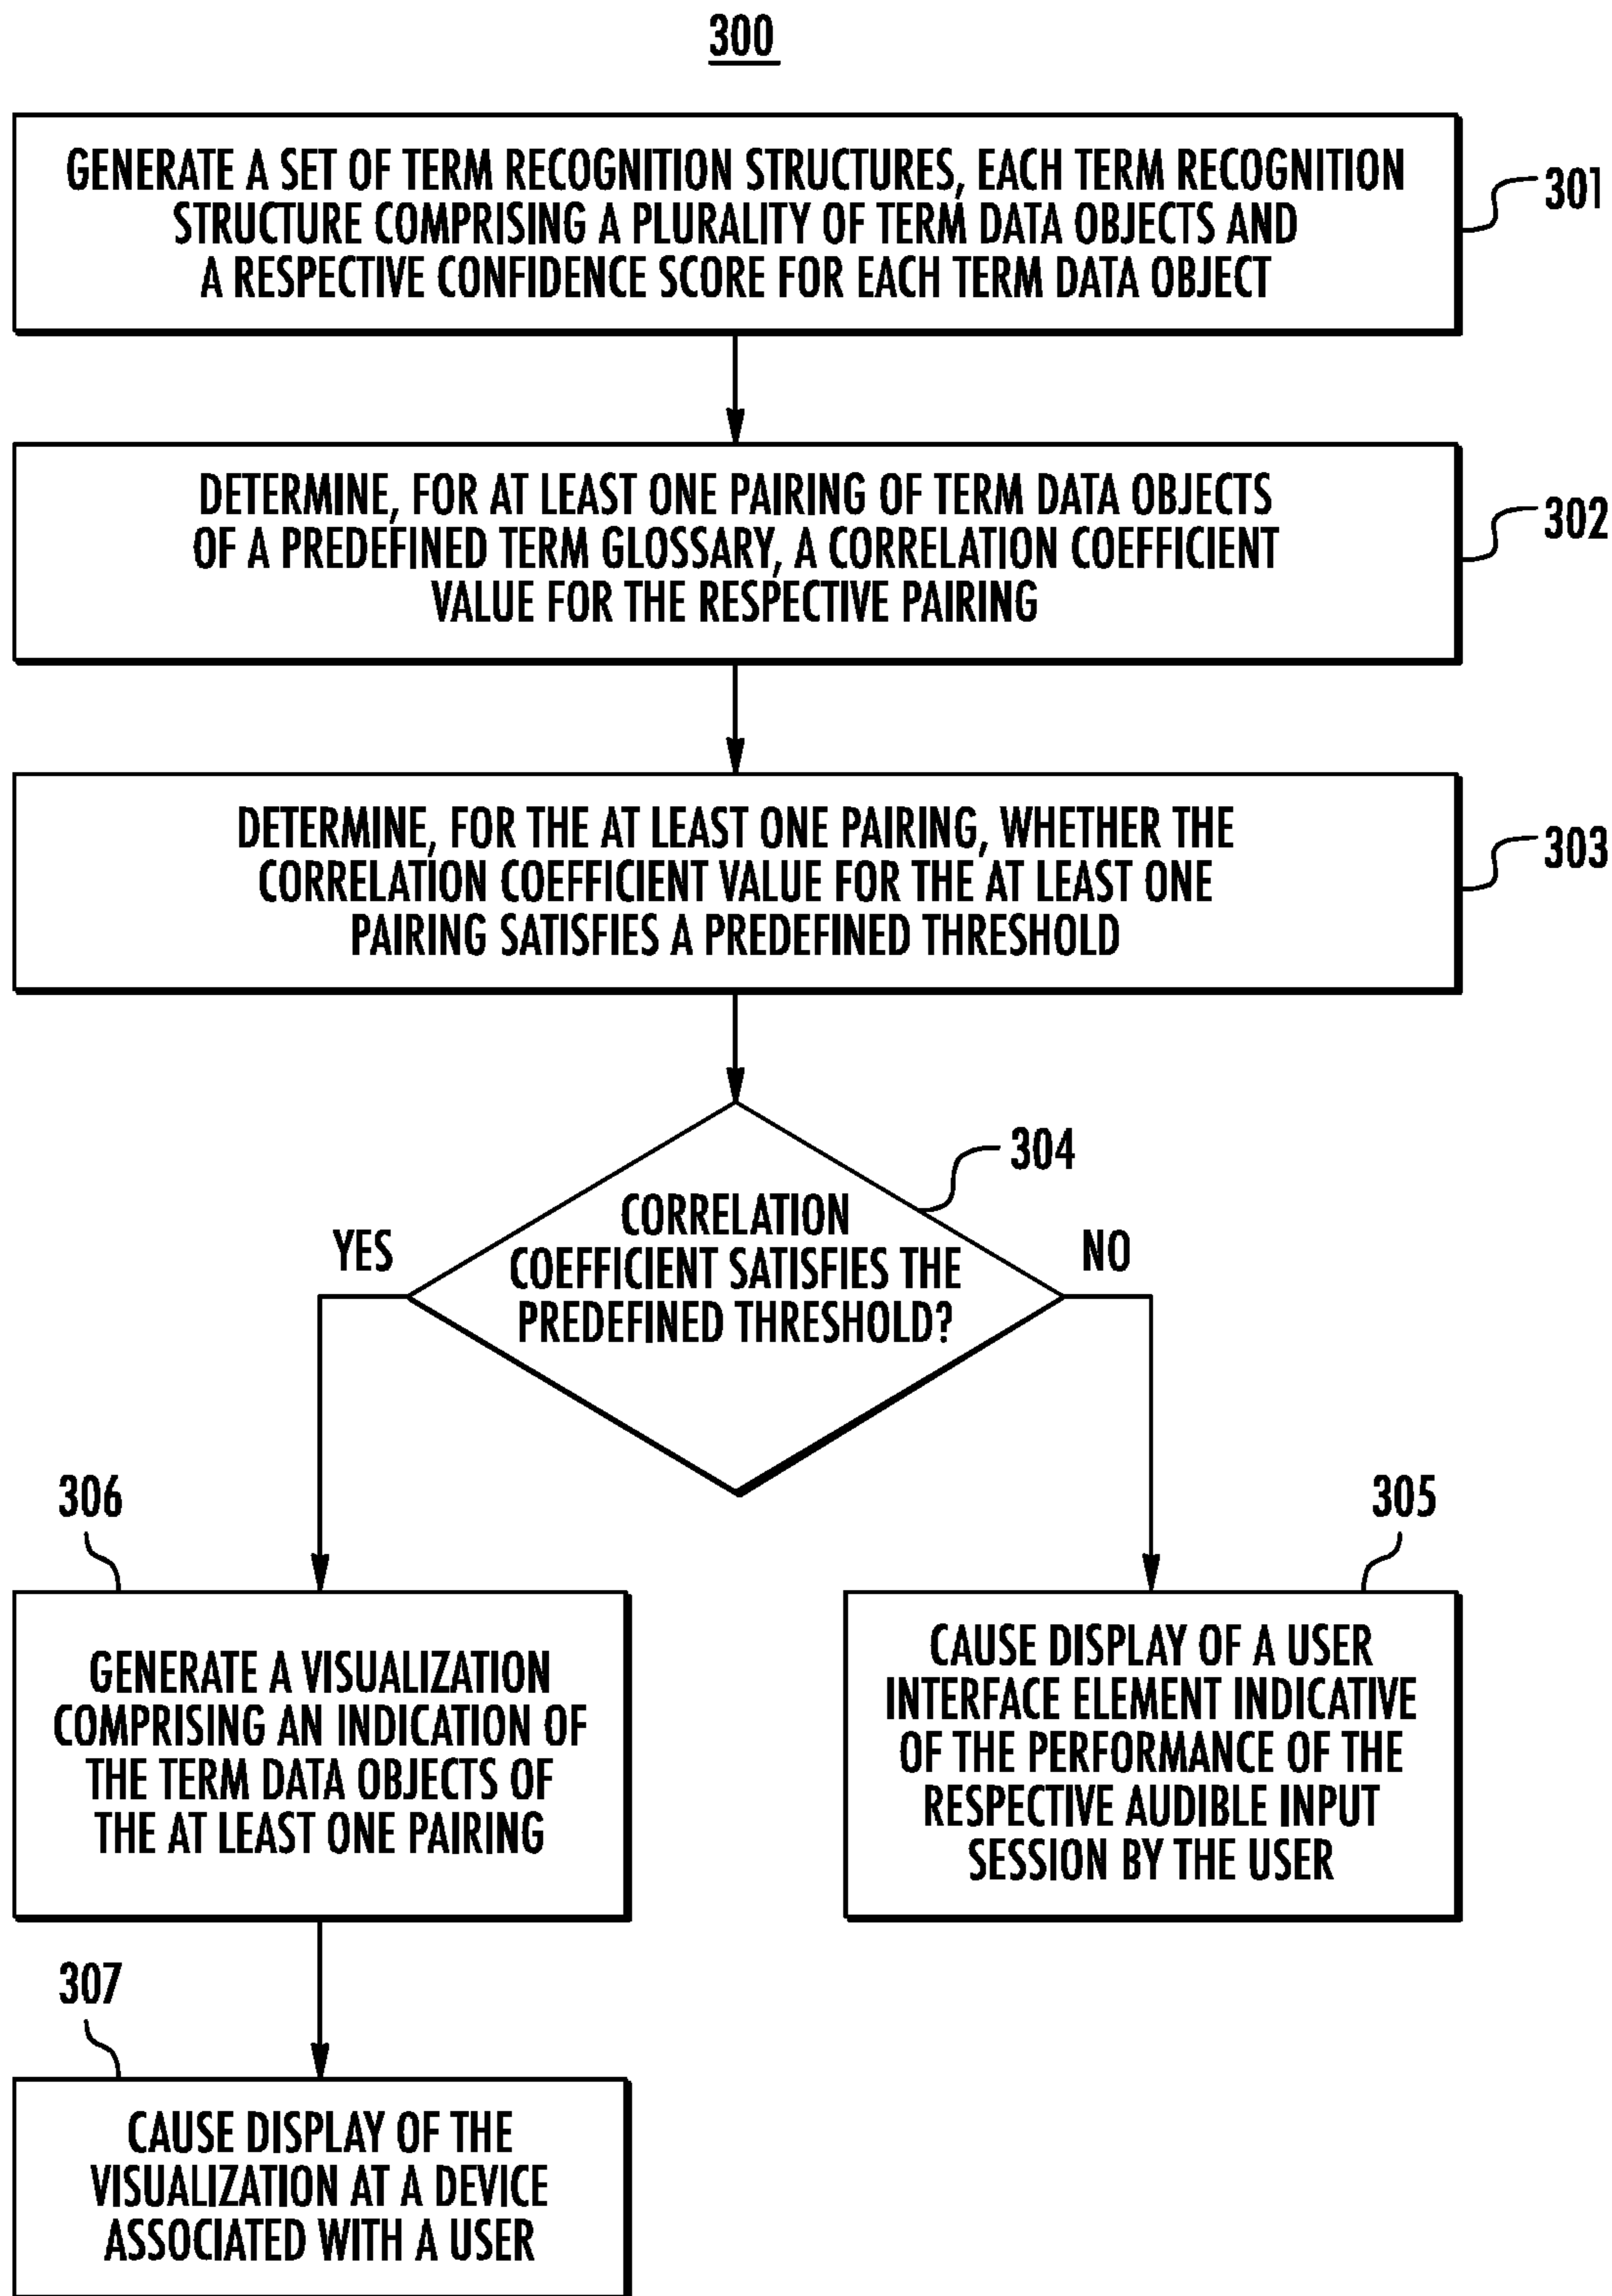 300
GENERATE A SET OF TERM RECOGNITION STRUCTURES, EACH TERM RECOGNITION
STRUCTURE COMPRISING A PLURALITY OF TERM DATA OBJECTS AND
A RESPECTIVE CONFIDENCE SCORE FOR EACH TERM DATA OBJECT
301
DETERMINE, FOR AT LEAST ONE PAIRING OF TERM DATA OBJECTS
OF A PREDEFINED TERM GLOSSARY, A CORRELATION COEFFICIENT
VALUE FOR THE RESPECTIVE PAIRING
302
DETERMINE, FOR THE AT LEAST ONE PAIRING, WHETHER THE
CORRELATION COEFFICIENT VALUE FOR THE AT LEAST ONE
PAIRING SATISFIES A PREDEFINED THRESHOLD
303
304
CORRELATION
COEFFICIENT SATISFIES THE
PREDEFINED THRESHOLD?
YES
NO
306
GENERATE A VISUALIZATION
COMPRISING AN INDICATION OF
THE TERM DATA OBJECTS OF
THE AT LEAST ONE PAIRING
305
CAUSE DISPLAY OF A USER
INTERFACE ELEMENT INDICATIVE
OF THE PERFORMANCE OF THE
RESPECTIVE AUDIBLE INPUT
SESSION BY THE USER
307
CAUSE DISPLAY OF THE
VISUALIZATION AT A DEVICE
ASSOCIATED WITH A USER